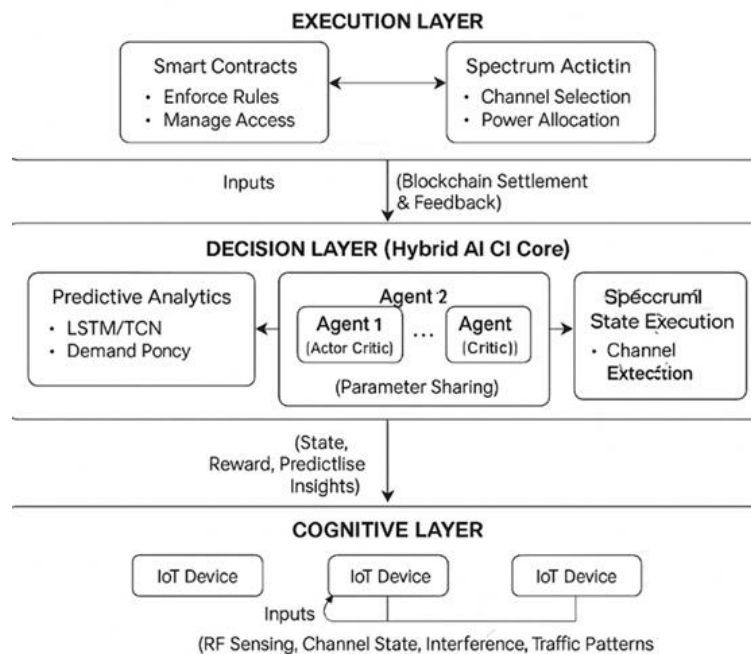 EXECUTION LAYER
Smart Contracts
• Enforce Rules
• Manage Access
Spectrum Actictin
• Channel Selection
• Power Allocation
Inputs
(Blockchain Settlement
& Feedback)
DECISION LAYER (Hybrid AI CI Core)
Predictive Analytics
• LSTM/TCN
• Demand Poncy
Agent 2
Agent 1
(Actor Critic)
...
Agent
(Critic))
(Parameter Sharing)
Spéccruml
State Execution
• Channel
Extection
(State,
Reward, Predictlise
Insights)
COGNITIVE LAYER
IoT Device
IoT Device
IoT Device
Inputs
(RF Sensing, Channel State, Interference, Traffic Patterns